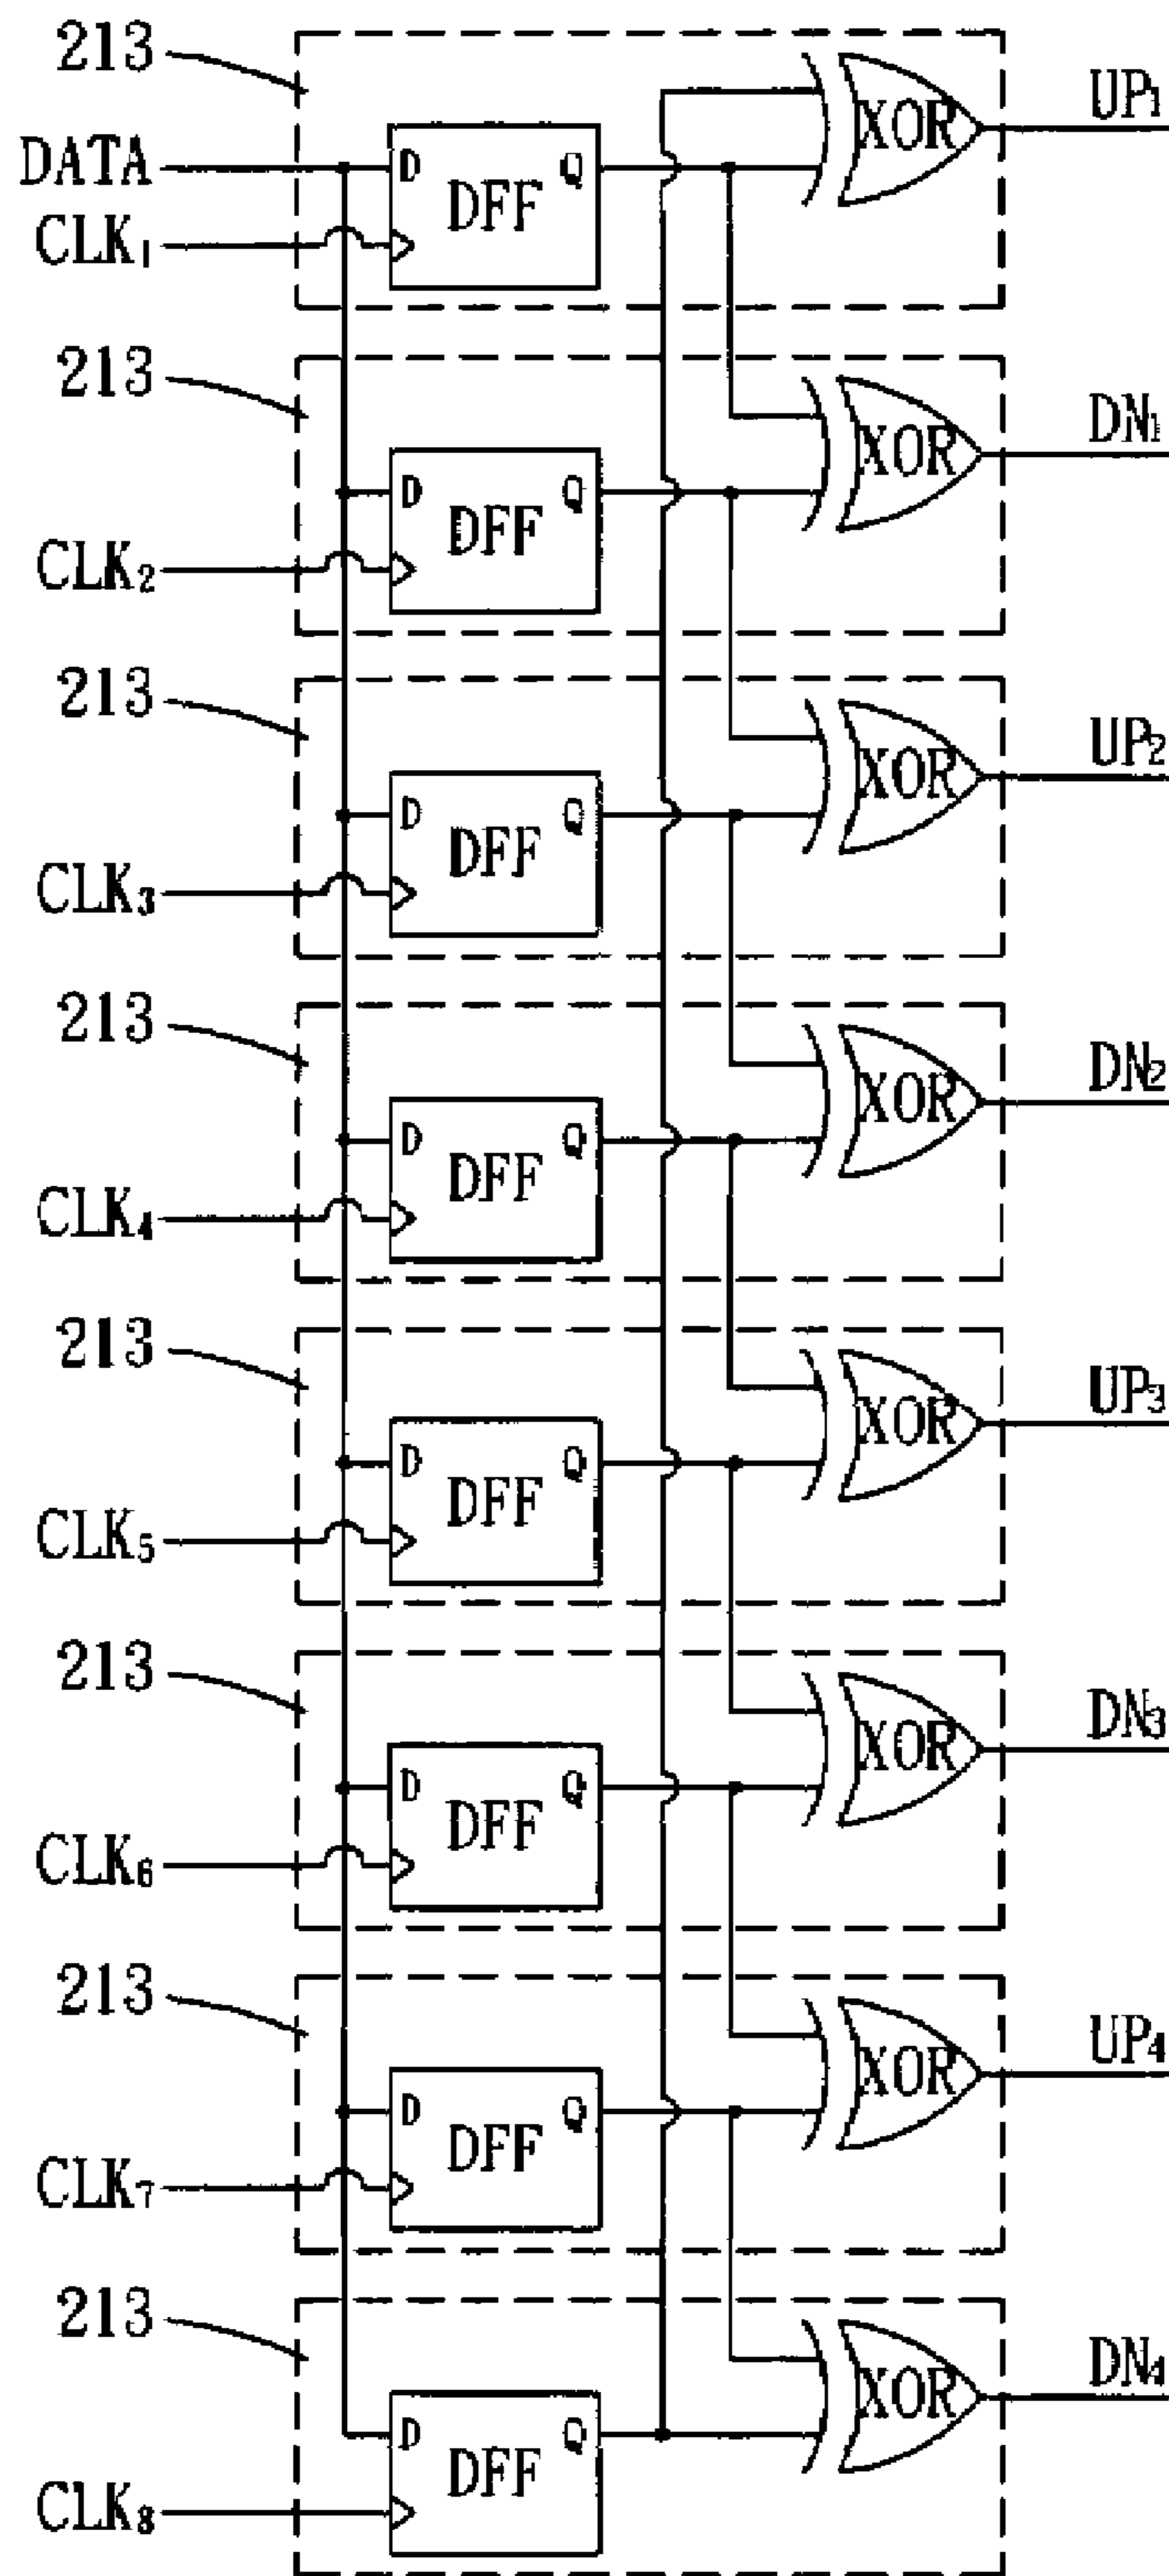 213
XOR
UP₁
DATA
D
Q
DFF
CLK₁
213
XOR
DN₁
D
Q
DFF
CLK₂
213
XOR
UP₂
D
Q
DFF
CLK₃
213
XOR
DN₂
D
Q
DFF
CLK₄
213
XOR
UP₃
D
Q
DFF
CLK₅
213
XOR
DN₃
D
Q
DFF
CLK₆
213
XOR
UP₄
D
Q
DFF
CLK₇
213
XOR
DN₄
D
Q
DFF
CLK₈